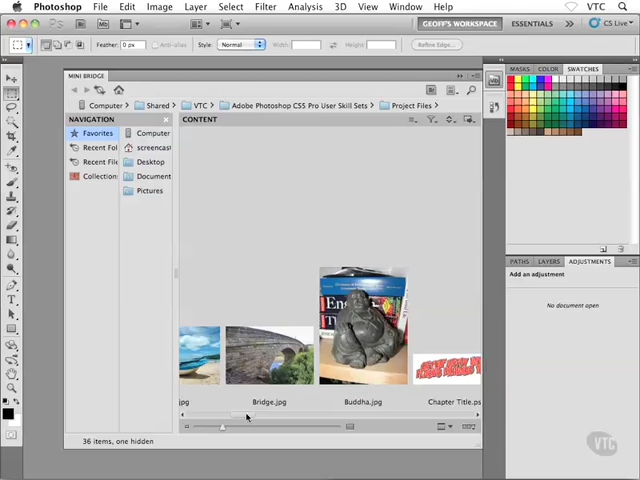 Photoshop File Edit Image Layer Select Filter Analysis 3D View Window Help VTC
Ps GEOFF'S WORKSPACE ESSENTIALS CS Live
Feather: 0 px Anti-alias Style: Normal Width: Height: Refine Edge...
MINI BRIDGE
MASKS COLOR SWATCHES
Computer Shared VTC Adobe Photoshop CS5 Pro User Skill Sets Project Files
NAVIGATION CONTENT
Favorites Computer
Recent Fol screencast
Recent File Desktop
Collections Document
Pictures
PATHS LAYERS ADJUSTMENTS
Add an adjustment
No document open
jpg Bridge.jpg Buddha.jpg Chapter Title.ps
36 items, one hidden
VTC